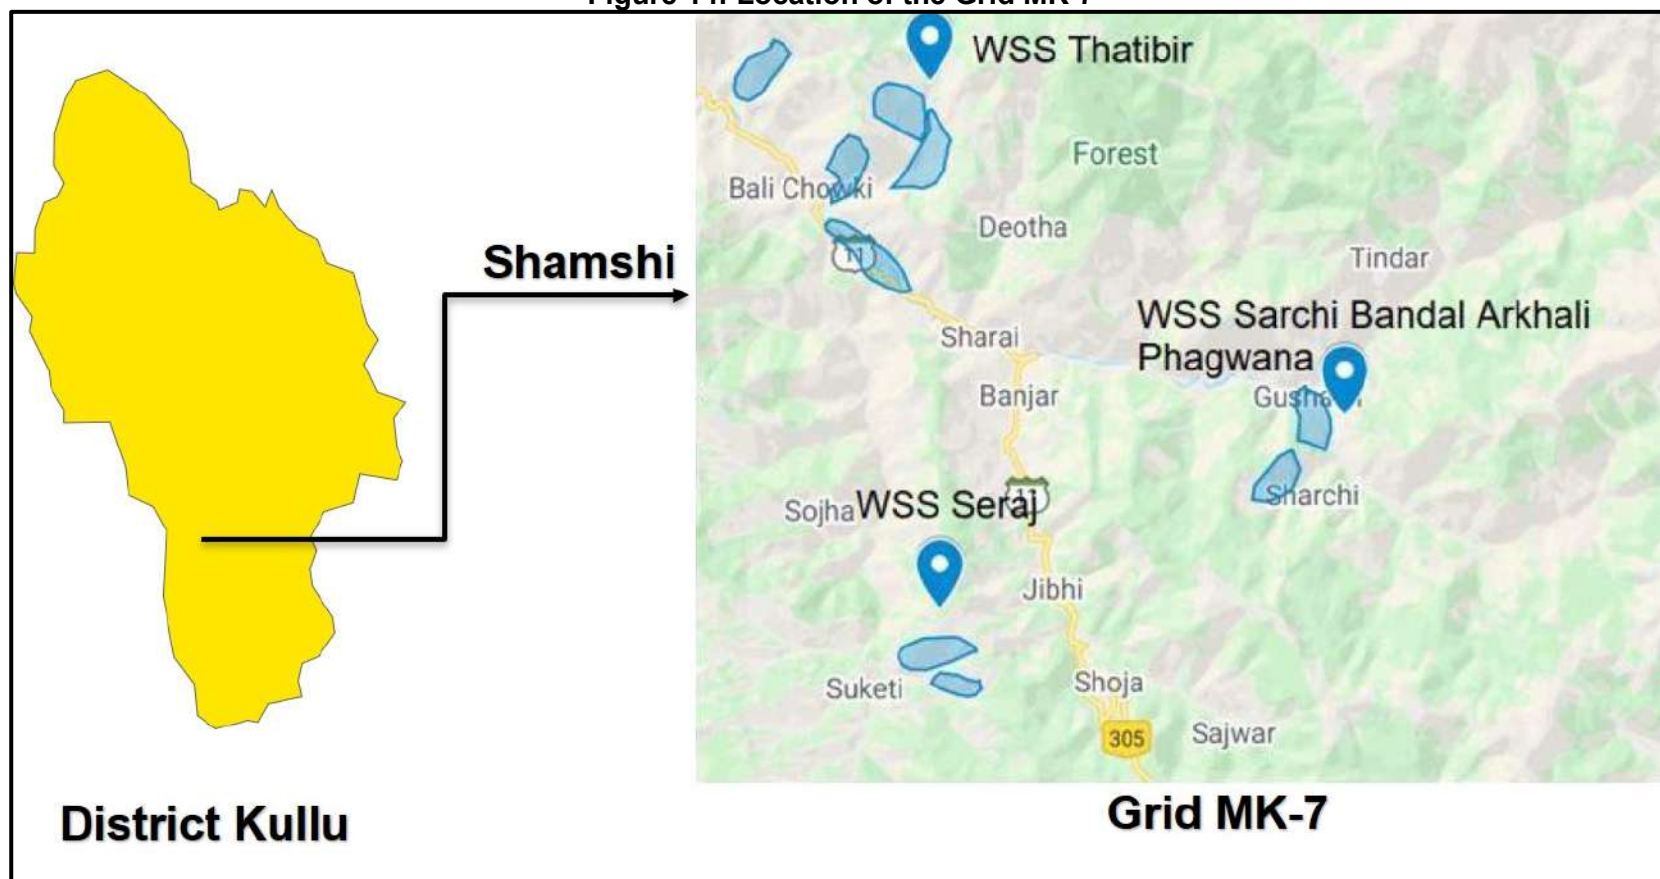 WSS Thatibir
Forest
Bali Chowki
Deotha
11
Tindar
Shamshi
WSS Sarchi Bandal Arkhali
Phagwana
Sharai
Banjar
Sharchi
Sojha
WSS Seraj
Jibhi
Suketi
Shoja
305
Sajwar
District Kullu
Grid MK-7